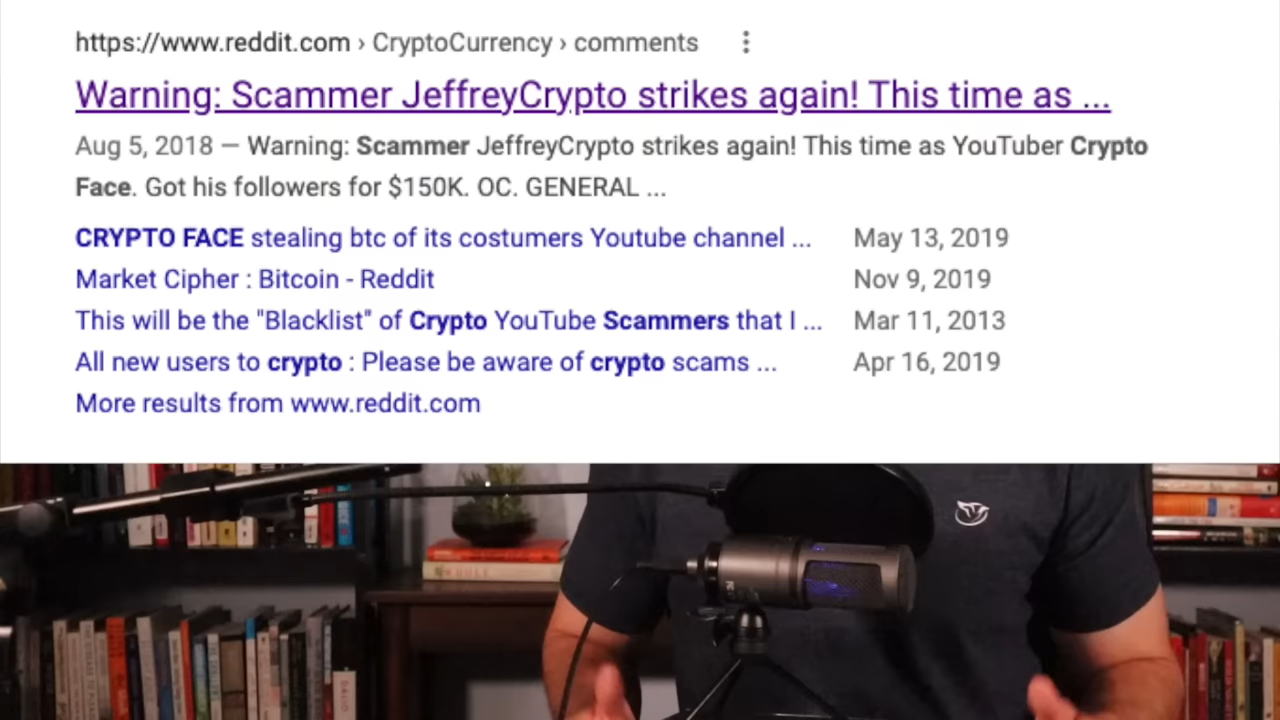 https://www.reddit.com › CryptoCurrency › comments
Warning: Scammer JeffreyCrypto strikes again! This time as ...
Aug 5, 2018 — Warning: Scammer JeffreyCrypto strikes again! This time as YouTuber Crypto
Face. Got his followers for $150K. OC. GENERAL ...
CRYPTO FACE stealing btc of its costumers Youtube channel ... May 13, 2019
Market Cipher : Bitcoin - Reddit Nov 9, 2019
This will be the "Blacklist" of Crypto YouTube Scammers that I ... Mar 11, 2013
All new users to crypto : Please be aware of crypto scams ... Apr 16, 2019
More results from www.reddit.com